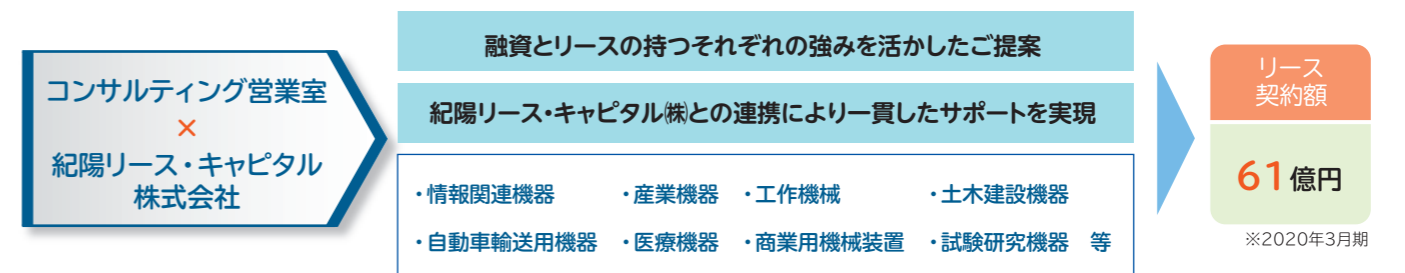 コンサルティング営業室
×
紀陽リース・キャピタル
株式会社
融資とリースの持つそれぞれの強みを活かしたご提案
紀陽リース・キャピタル㈱との連携により一貫したサポートを実現
・情報関連機器 ・産業機器 ・工作機械 ・土木建設機器
・自動車輸送用機器 ・医療機器 ・商業用機械装置 ・試験研究機器 等
リース
契約額
61億円
※2020年3月期